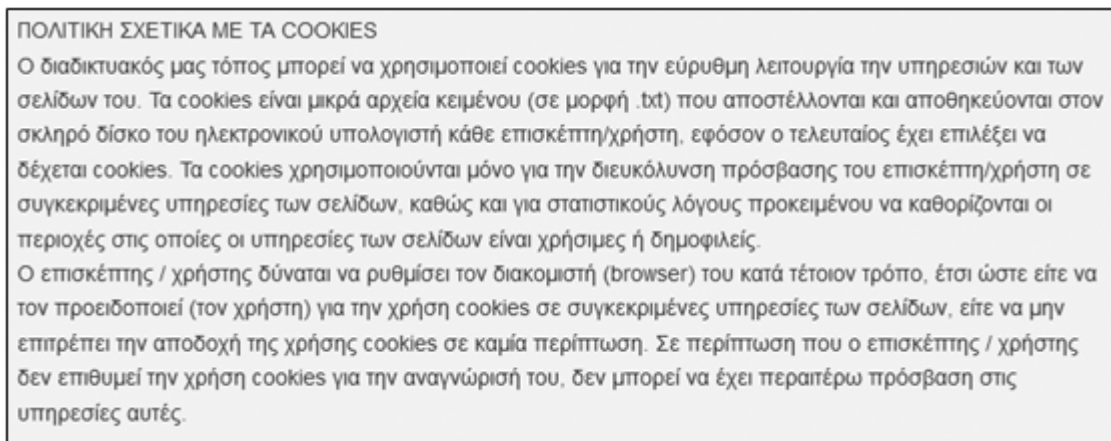 ΠΟΛΙΤΙΚΗ ΣΧΕΤΙΚΑ ΜΕ ΤΑ COOKIES
Ο διαδικτυακός μας τόπος μπορεί να χρησιμοποιεί cookies για την εύρυθμη λειτουργία την υπηρεσιών και των
σελίδων του. Τα cookies είναι μικρά αρχεία κειμένου (σε μορφή .txt) που αποστέλλονται και αποθηκεύονται στον
σκληρό δίσκο του ηλεκτρονικού υπολογιστή κάθε επισκέπτη/χρήστη, εφόσον ο τελευταίος έχει επιλέξει να
δέχεται cookies. Τα cookies χρησιμοποιούνται μόνο για την διευκόλυνση πρόσβασης του επισκέπτη/χρήστη σε
συγκεκριμένες υπηρεσίες των σελίδων, καθώς και για στατιστικούς λόγους προκειμένου να καθορίζονται οι
περιοχές στις οποίες οι υπηρεσίες των σελίδων είναι χρήσιμες ή δημοφιλείς.
Ο επισκέπτης / χρήστης δύναται να ρυθμίσει τον διακομιστή (browser) του κατά τέτοιον τρόπο, έτσι ώστε είτε να
τον προειδοποιεί (τον χρήστη) για την χρήση cookies σε συγκεκριμένες υπηρεσίες των σελίδων, είτε να μην
επιτρέπει την αποδοχή της χρήσης cookies σε καμία περίπτωση. Σε περίπτωση που ο επισκέπτης / χρήστης
δεν επιθυμεί την χρήση cookies για την αναγνώρισή του, δεν μπορεί να έχει περαιτέρω πρόσβαση στις
υπηρεσίες αυτές.